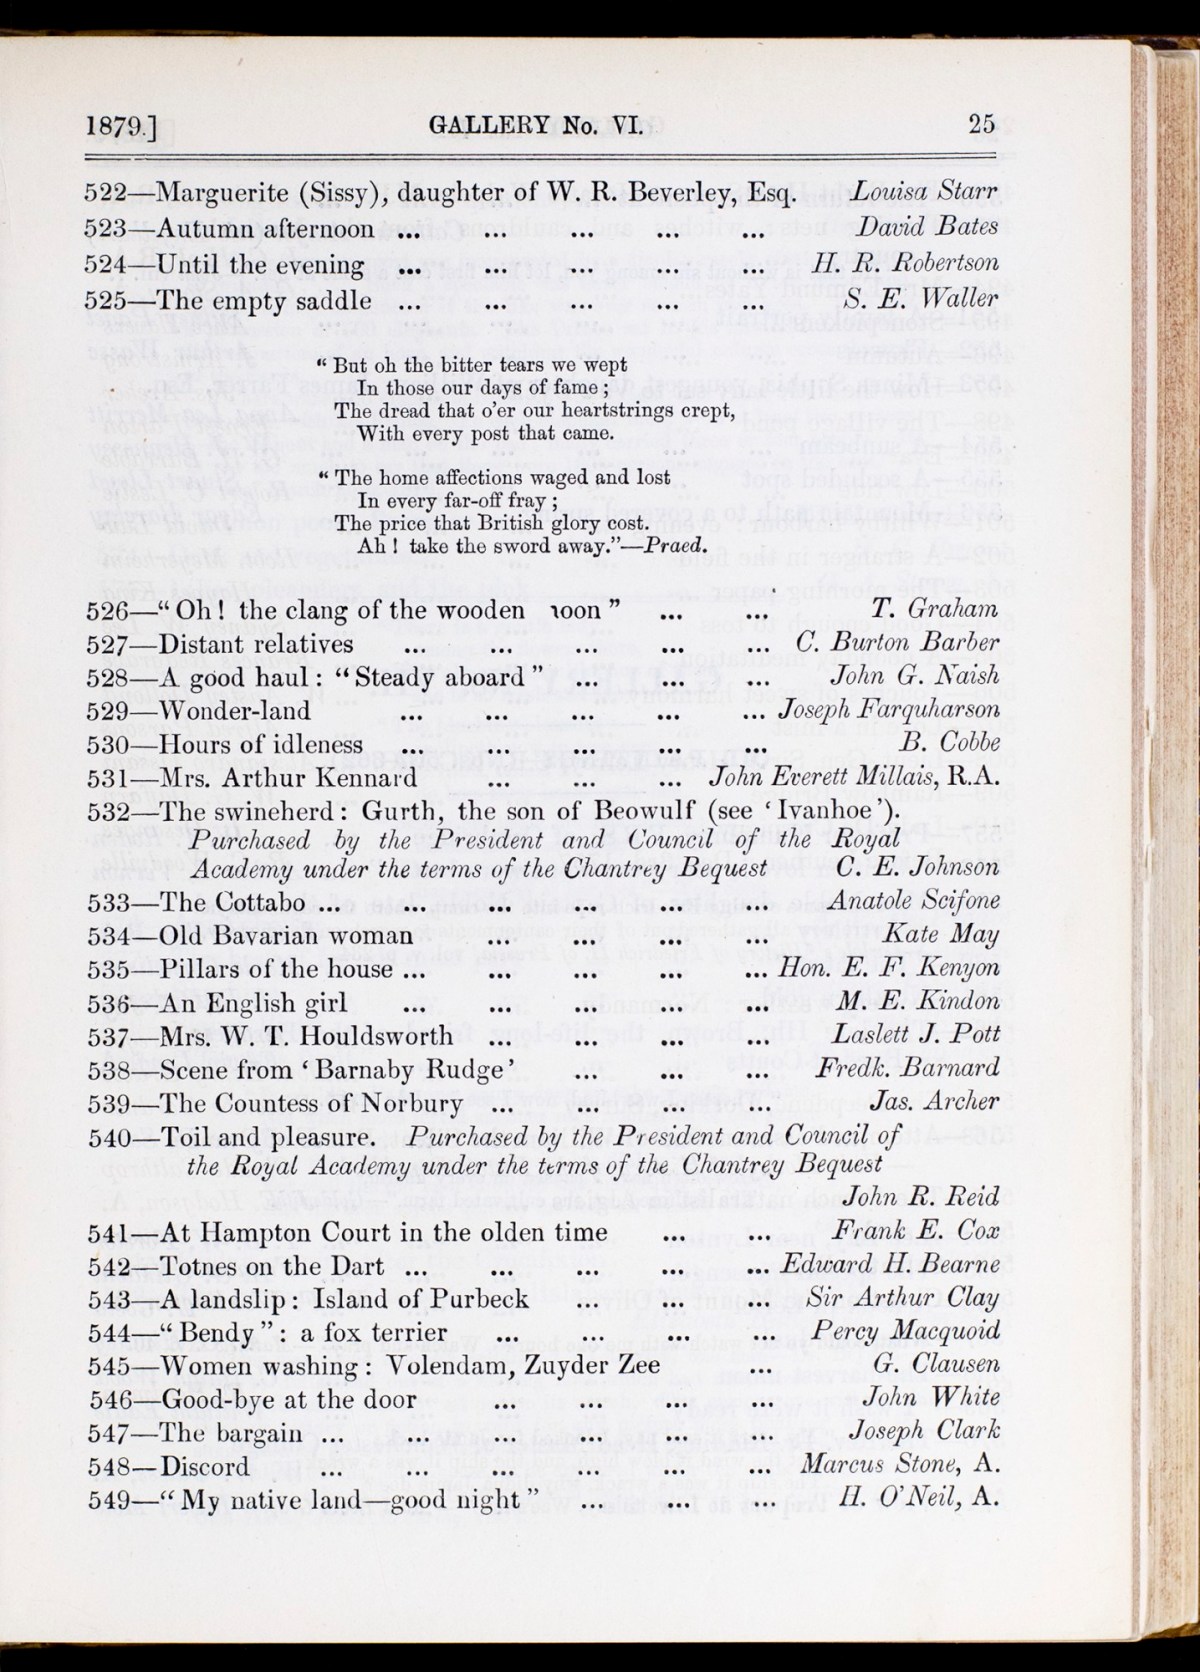 1879.] GALLERY No. VI. 25
522—Marguerite (Sissy), daughter of W. R. Beverley, Esq. Louisa Starr
523—Autumn afternoon ... ... ... ... ... David Bates
524—Until the evening ... ... ... ... ... H. R. Robertson
525—The empty saddle ... ... ... ... ... S. E. Waller
“ But oh the bitter tears we wept
In those our days of fame ;
The dread that o’er our heartstrings crept,
With every post that came.
“ The home affections waged and lost
In every far-off fray ;
The price that British glory cost.
Ah ! take the sword away.”—Praed.
526—“ Oh ! the clang of the wooden oon ” ... ... T. Graham
527—Distant relatives ... ... ... ... ... C. Burton Barber
528—A good haul : “Steady aboard” ... ... ... John G. Naish
529—Wonder-land ... ... ... ... ... Joseph Farquharson
530—Hours of idleness ... ... ... ... ... B. Cobbe
531—Mrs. Arthur Kennard ... ... ... John Everett Millais, R.A.
532—The swineherd : Gurth, the son of Beowulf (see ‘ Ivanhoe ’).
Purchased by the President and Council of the Royal
Academy under the terms of the Chantrey Bequest C. E. Johnson
533—The Cottabo ... ... ... ... ... ... Anatole Scifone
534—Old Bavarian woman ... ... ... ... Kate May
535—Pillars of the house ... ... ... ... ... Hon. E. F. Kenyon
536—An English girl ... ... ... ... ... M. E. Kindon
537—Mrs. W. T. Houldsworth ... ... ... ... Laslett J. Pott
538—Scene from ‘ Barnaby Rudge ’ ... ... ... Fredk. Barnard
539—The Countess of Norbury ... ... ... ... Jas. Archer
540—Toil and pleasure. Purchased by the President and Council of
the Royal Academy under the terms of the Chantrey Bequest
John R. Reid
541—At Hampton Court in the olden time ... ... Frank E. Cox
542—Totnes on the Dart ... ... ... ... Edward H. Bearne
543—A landslip : Island of Purbeck ... ... ... Sir Arthur Clay
544—“ Bendy ” : a fox terrier ... ... ... ... Percy Macquoid
545—Women washing : Volendam, Zuyder Zee ... G. Clausen
546—Good-bye at the door ... ... ... ... John White
547—The bargain ... ... ... ... ... ... Joseph Clark
548—Discord ... ... ... ... ... ... Marcus Stone, A.
549—“ My native land—good night ” ... ... ... H. O’Neil, A.